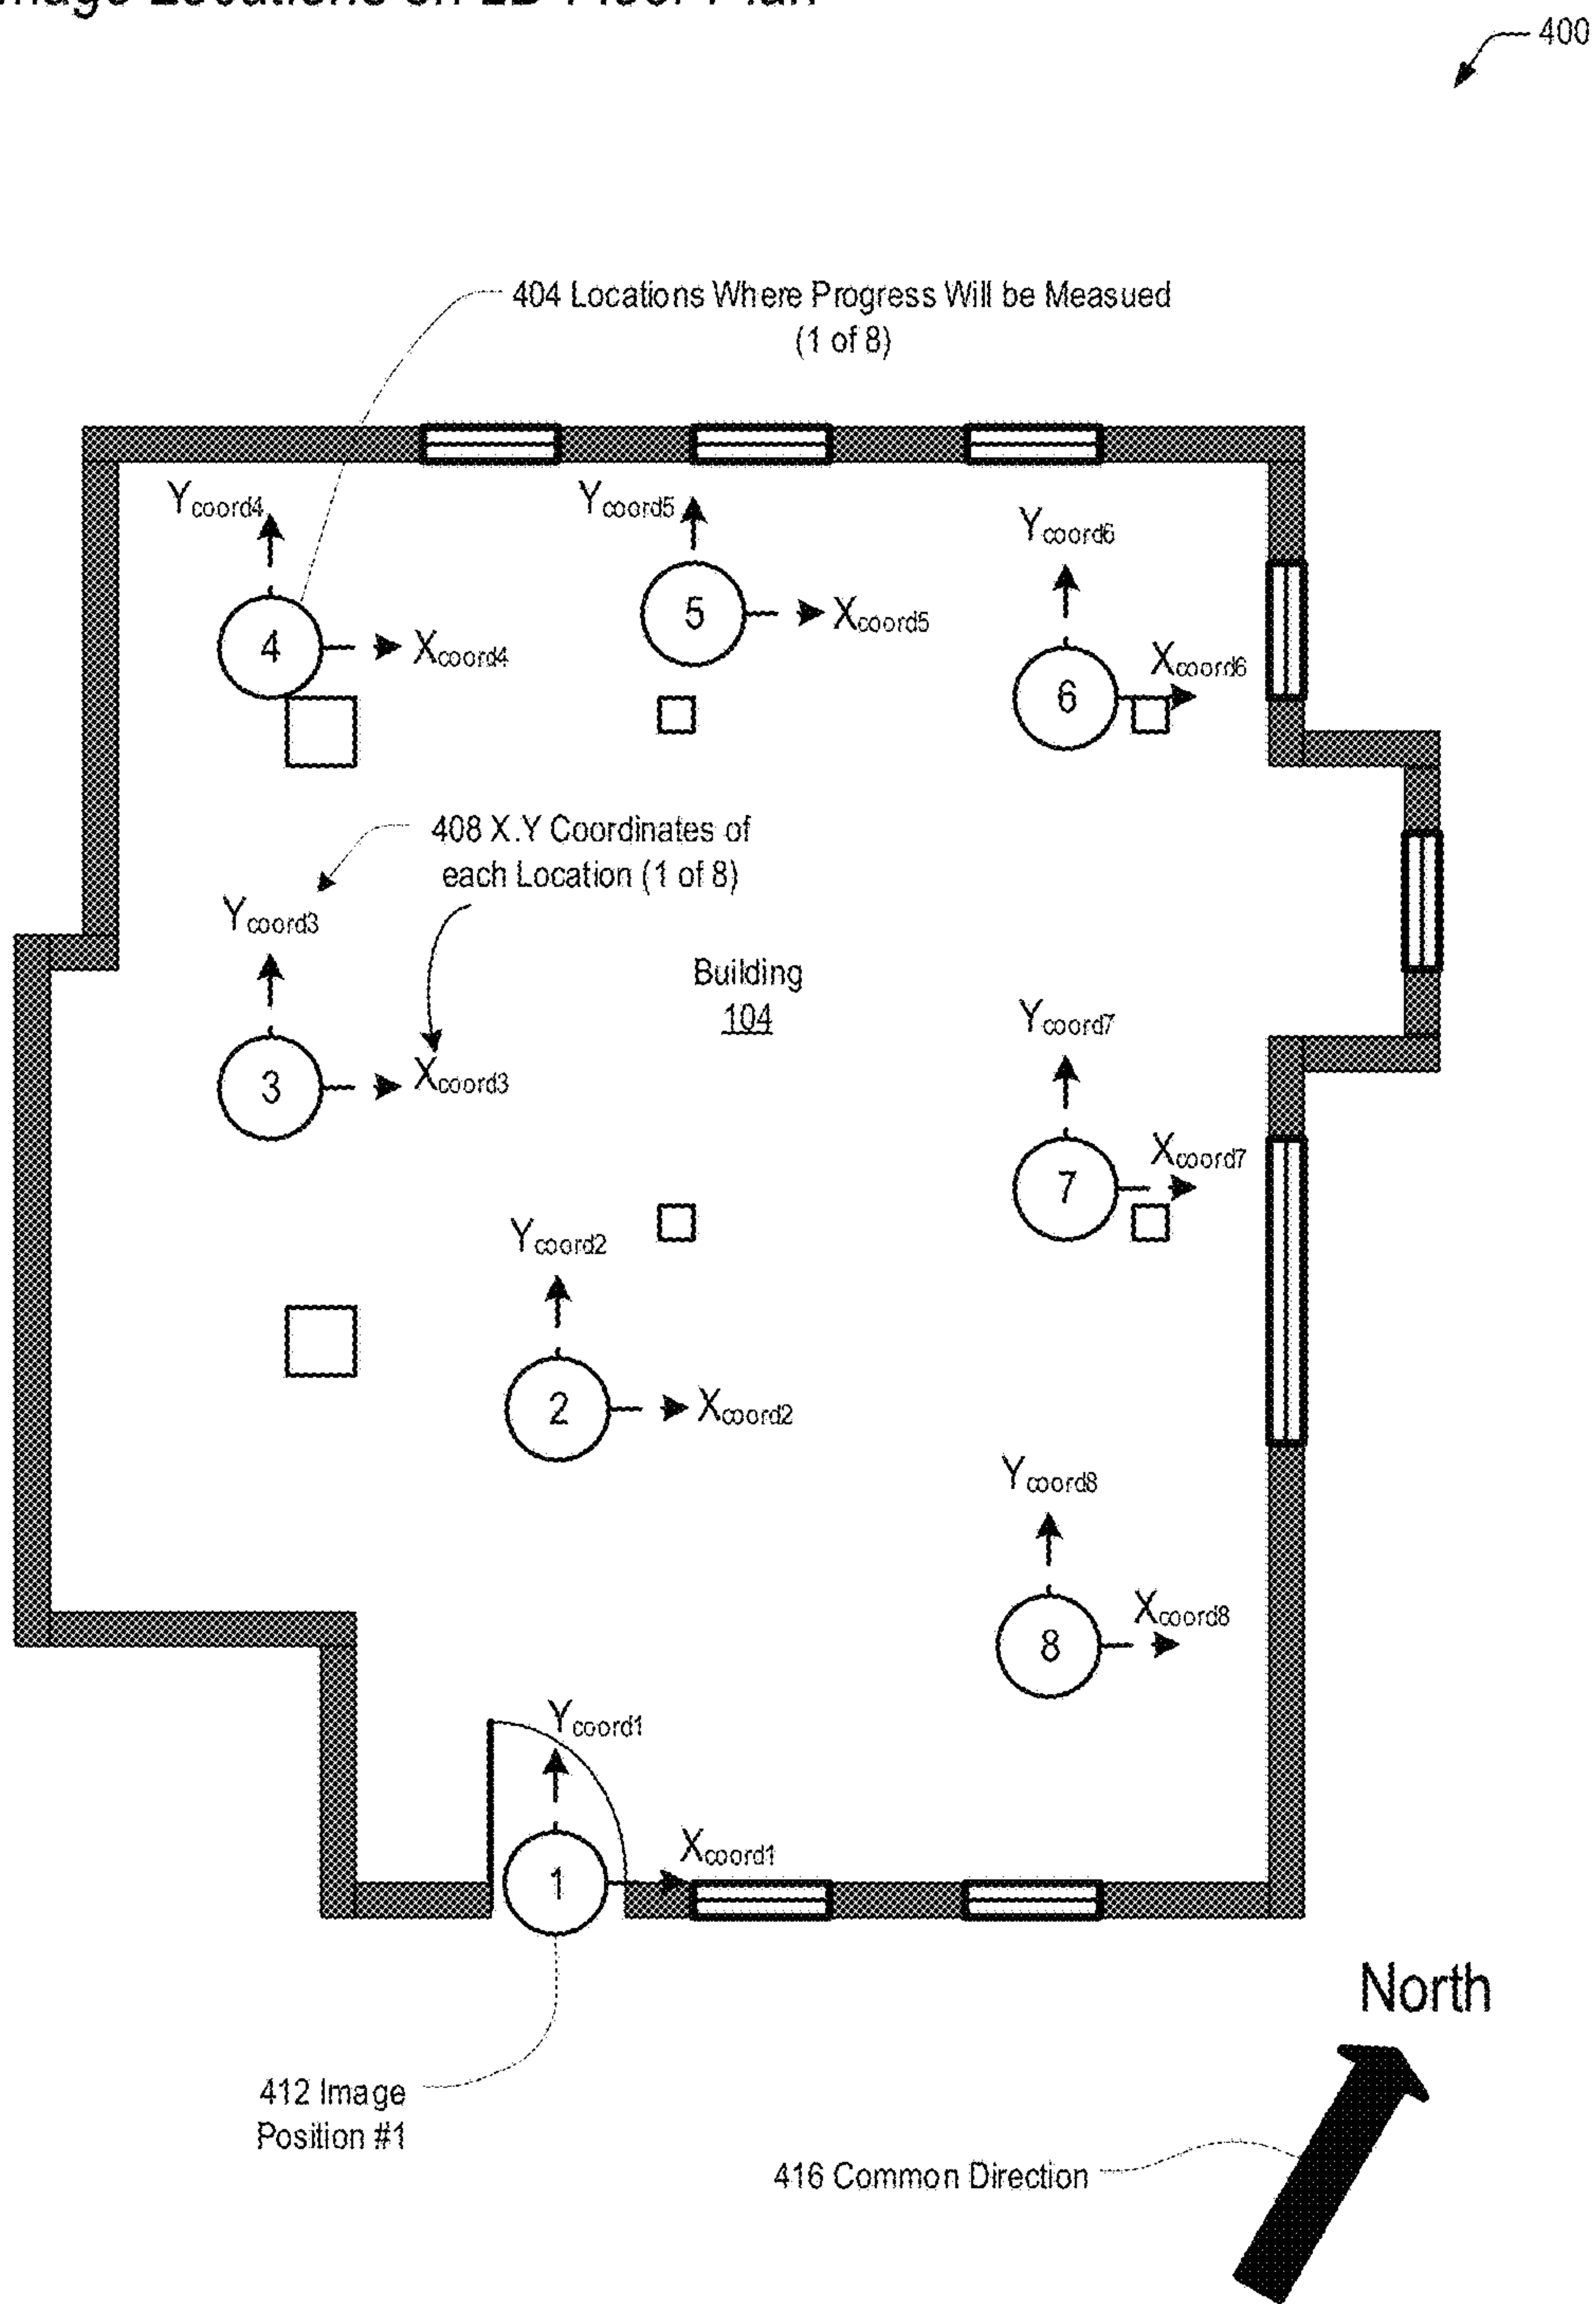 400
404 Locations Where Progress Will be Measued
(1 of 8)
Ycoord4
Ycoord5
Ycoord6
4
Xcoord4
5
Xcoord5
6
Xcoord6
408 X.Y Coordinates of
each Location (1 of 8)
Ycoord3
Building
104
3
Xcoord3
Ycoord7
7
Xcoord7
Ycoord2
2
Xcoord2
Ycoord8
8
Xcoord8
Ycoord1
1
Xcoord1
North
412 Image
Position #1
416 Common Direction